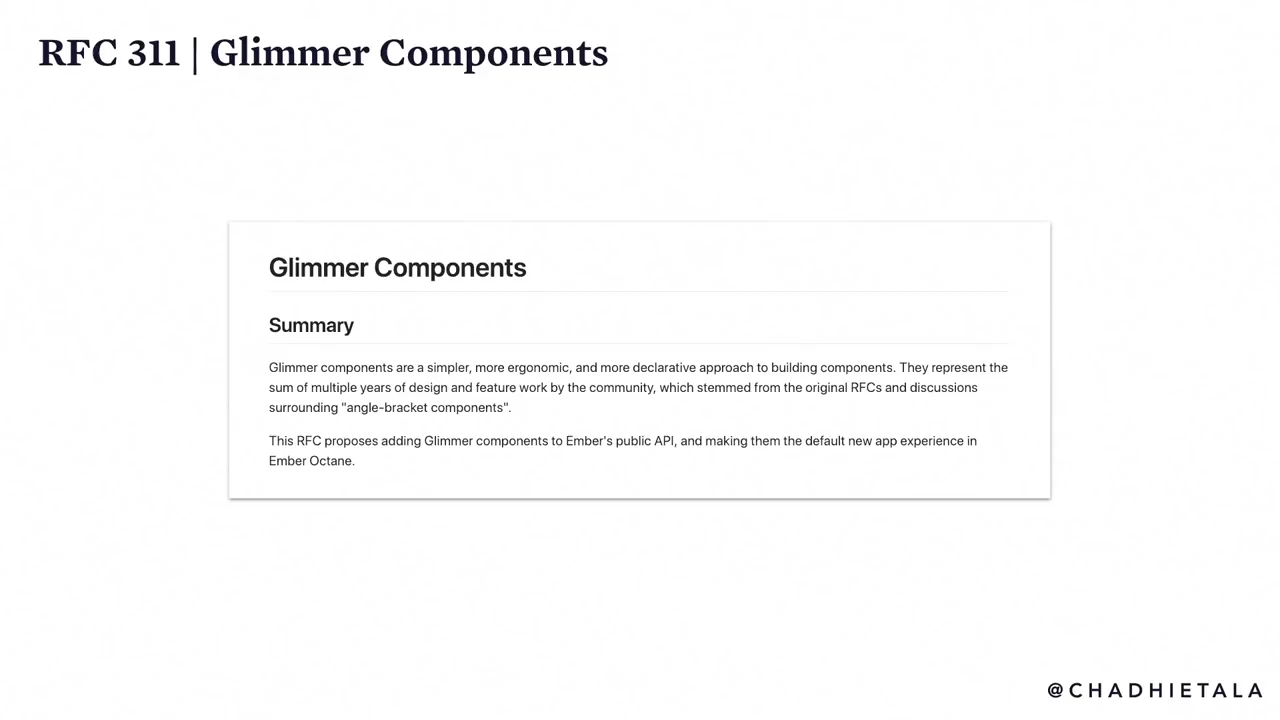 RFC 311 | Glimmer Components
Glimmer Components
Summary
Glimmer components are a simpler, more ergonomic, and more declarative approach to building components. They represent the
sum of multiple years of design and feature work by the community, which stemmed from the original RFCs and discussions
surrounding "angle-bracket components".
This RFC proposes adding Glimmer components to Ember's public API, and making them the default new app experience in
Ember Octane.
@CHADHIETALA